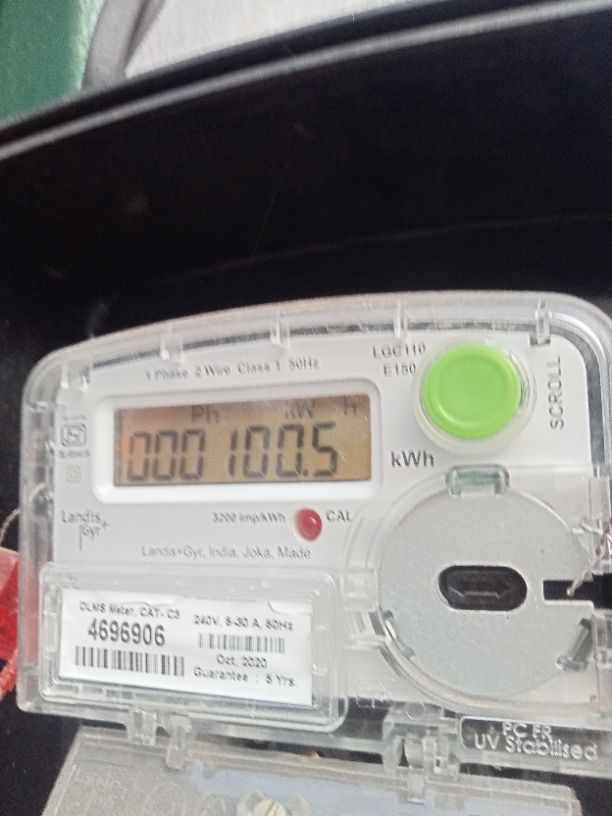 LGC110
E150
1 Phase 2 Wire Class 1 50Hz
SCROLL
Ph kW h
000100.5
kWh
Landis
Gyr+
3200 imp/kWh
CAL
Landis+Gyr, India, Joka, Made
DLMS Meter, CAT- C3
240V, 5-30 A, 50Hz
4696906
Oct, 2020
Guarantee : 5 Yrs.
PC FR
UV Stabilised